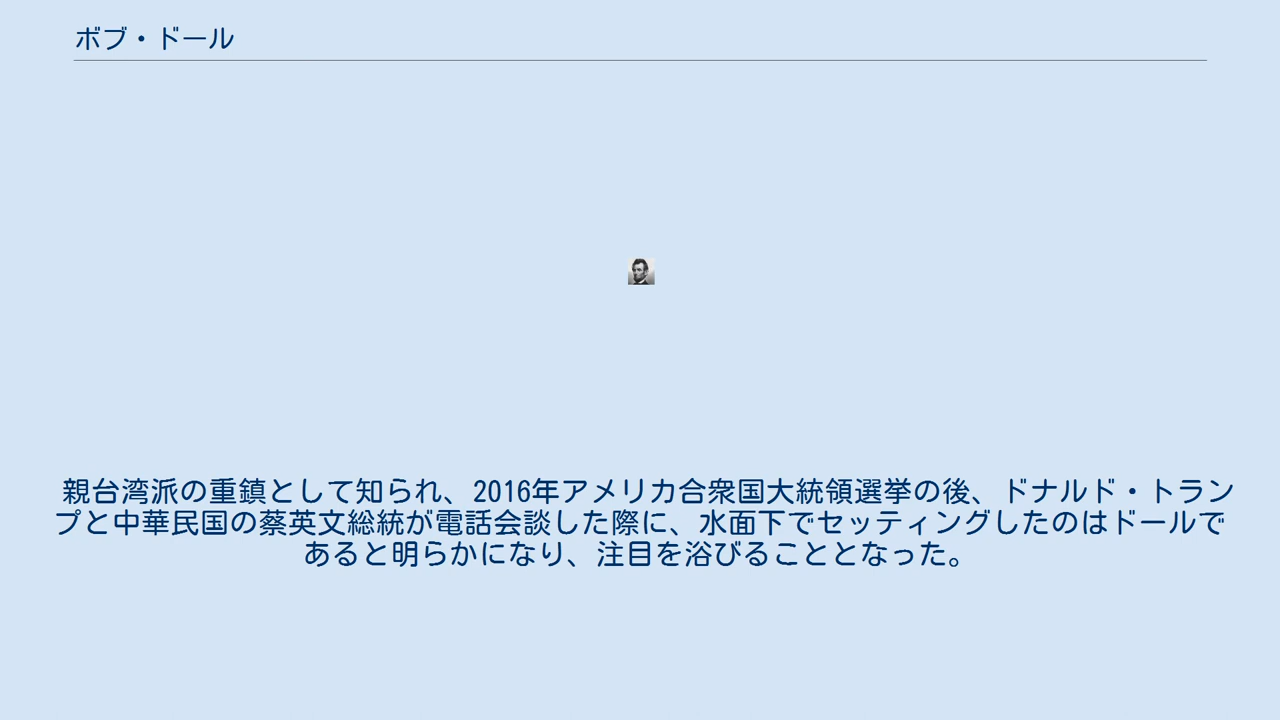 ボブ・ドール
親台湾派の重鎮として知られ、2016年アメリカ合衆国大統領選挙の後、ドナルド・トラン
プと中華民国の蔡英文総統が電話会談した際に、水面下でセッティングしたのはドールで
あると明らかになり、注目を浴びることとなった。